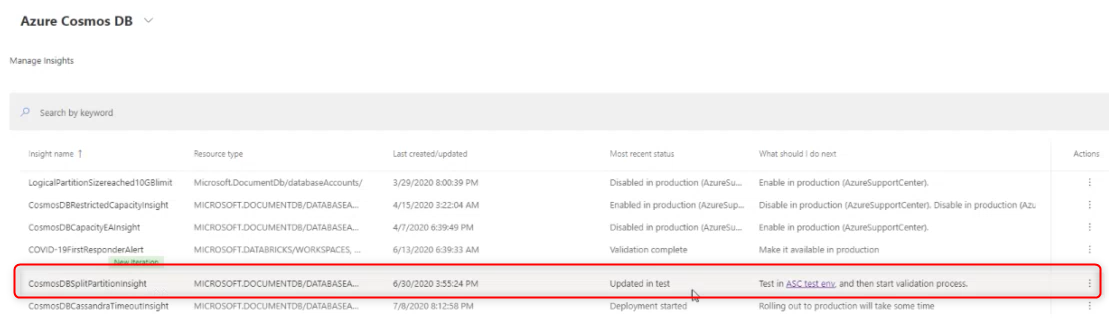 Azure Cosmos DB
Manage Insights
Search by keyword
Insight name ↑ Resource type Last created/updated Most recent status What should I do next Actions
LogicalPartitionSizereached10GBlimit Microsoft.DocumentDb/databaseAccounts/ 3/29/2020 8:00:39 PM Disabled in production (AzureSu... Enable in production (AzureSupportCenter).
CosmosDBRestrictedCapacityInsight MICROSOFT.DOCUMENTDB/DATABASEA... 4/15/2020 3:22:04 AM Enabled in production (AzureSup... Disable in production (AzureSupportCenter). Disable in production (Azu
CosmosDBCapacityEAInsight MICROSOFT.DOCUMENTDB/DATABASEA... 4/7/2020 6:39:49 PM Disabled in production (AzureSu... Enable in production (AzureSupportCenter).
COVID-19FirstResponderAlert MICROSOFT.DATABRICKS/WORKSPACES, ... 6/13/2020 6:39:33 AM Validation complete Make it available in production
New Iteration
CosmosDBSplitPartitionInsight MICROSOFT.DOCUMENTDB/DATABASEA... 6/30/2020 3:55:24 PM Updated in test Test in ASC test env, and then start validation process.
CosmosDBCassandraTimeoutInsight MICROSOFT.DOCUMENTDB/DATABASEA... 7/8/2020 8:12:58 PM Deployment started Rolling out to production will take some time